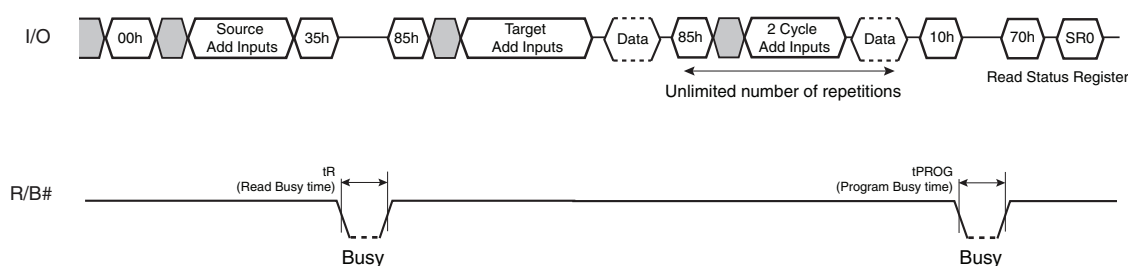 I/O
00h
Source
Add Inputs
35h
85h
Target
Add Inputs
Data
85h
2 Cycle
Add Inputs
Data
10h
70h
SR0
Unlimited number of repetitions
Read Status Register
R/B#
tR
(Read Busy time)
Busy
tPROG
(Program Busy time)
Busy